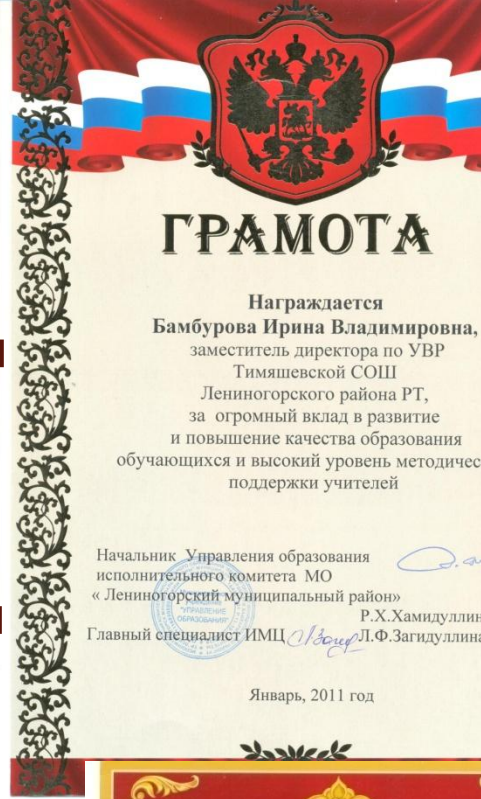 ГРАМОТА
Награждается
Бамбурова Ирина Владимировна,
заместитель директора по УВР
Тимяшевской СОШ
Лениногорского района РТ,
за огромный вклад в развитие
и повышение качества образования
обучающихся и высокий уровень методичес
поддержки учителей
Начальник Управления образования
исполнительного комитета МО
« Лениногорский муниципальный район»
Р.Х.Хамидуллин
Главный специалист ИМЦ Л.Ф.Загидуллина
"УПРАВЛЕНИЕ
ОБРАЗОВАНИЯ"
Январь, 2011 год